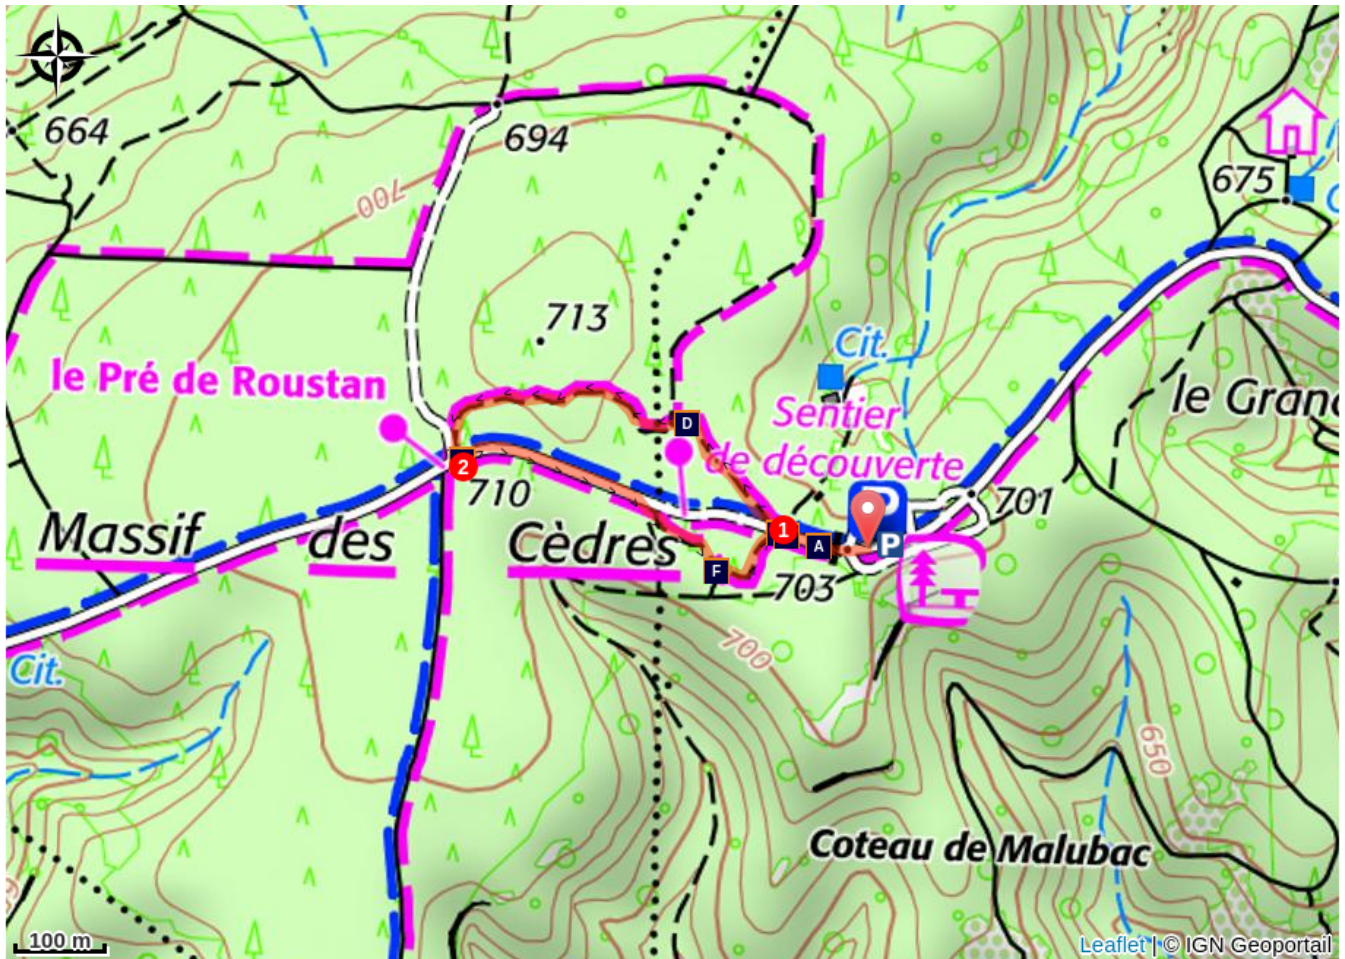 694
664
675
700
713
Cit.
le Pré de Roustan
le Grand
Sentier
de découverte
D
2
710
701
P
1
A
P
Massif des Cèdres
F
703
700
Cit.
650
Coteau de Malubac
100 m
Leaflet | © IGN Geoportail